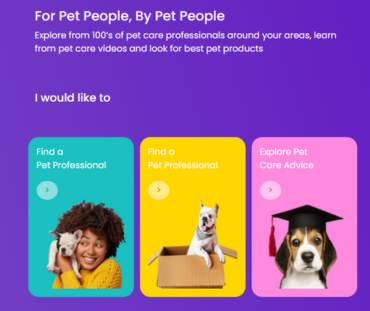 For Pet People, By Pet People
Explore from 100's of pet care professionals around your areas, learn
from pet care videos and look for best pet products
I would like to
Find a
Pet Professional
Find a
Pet Professional
Explore Pet
Care Advice